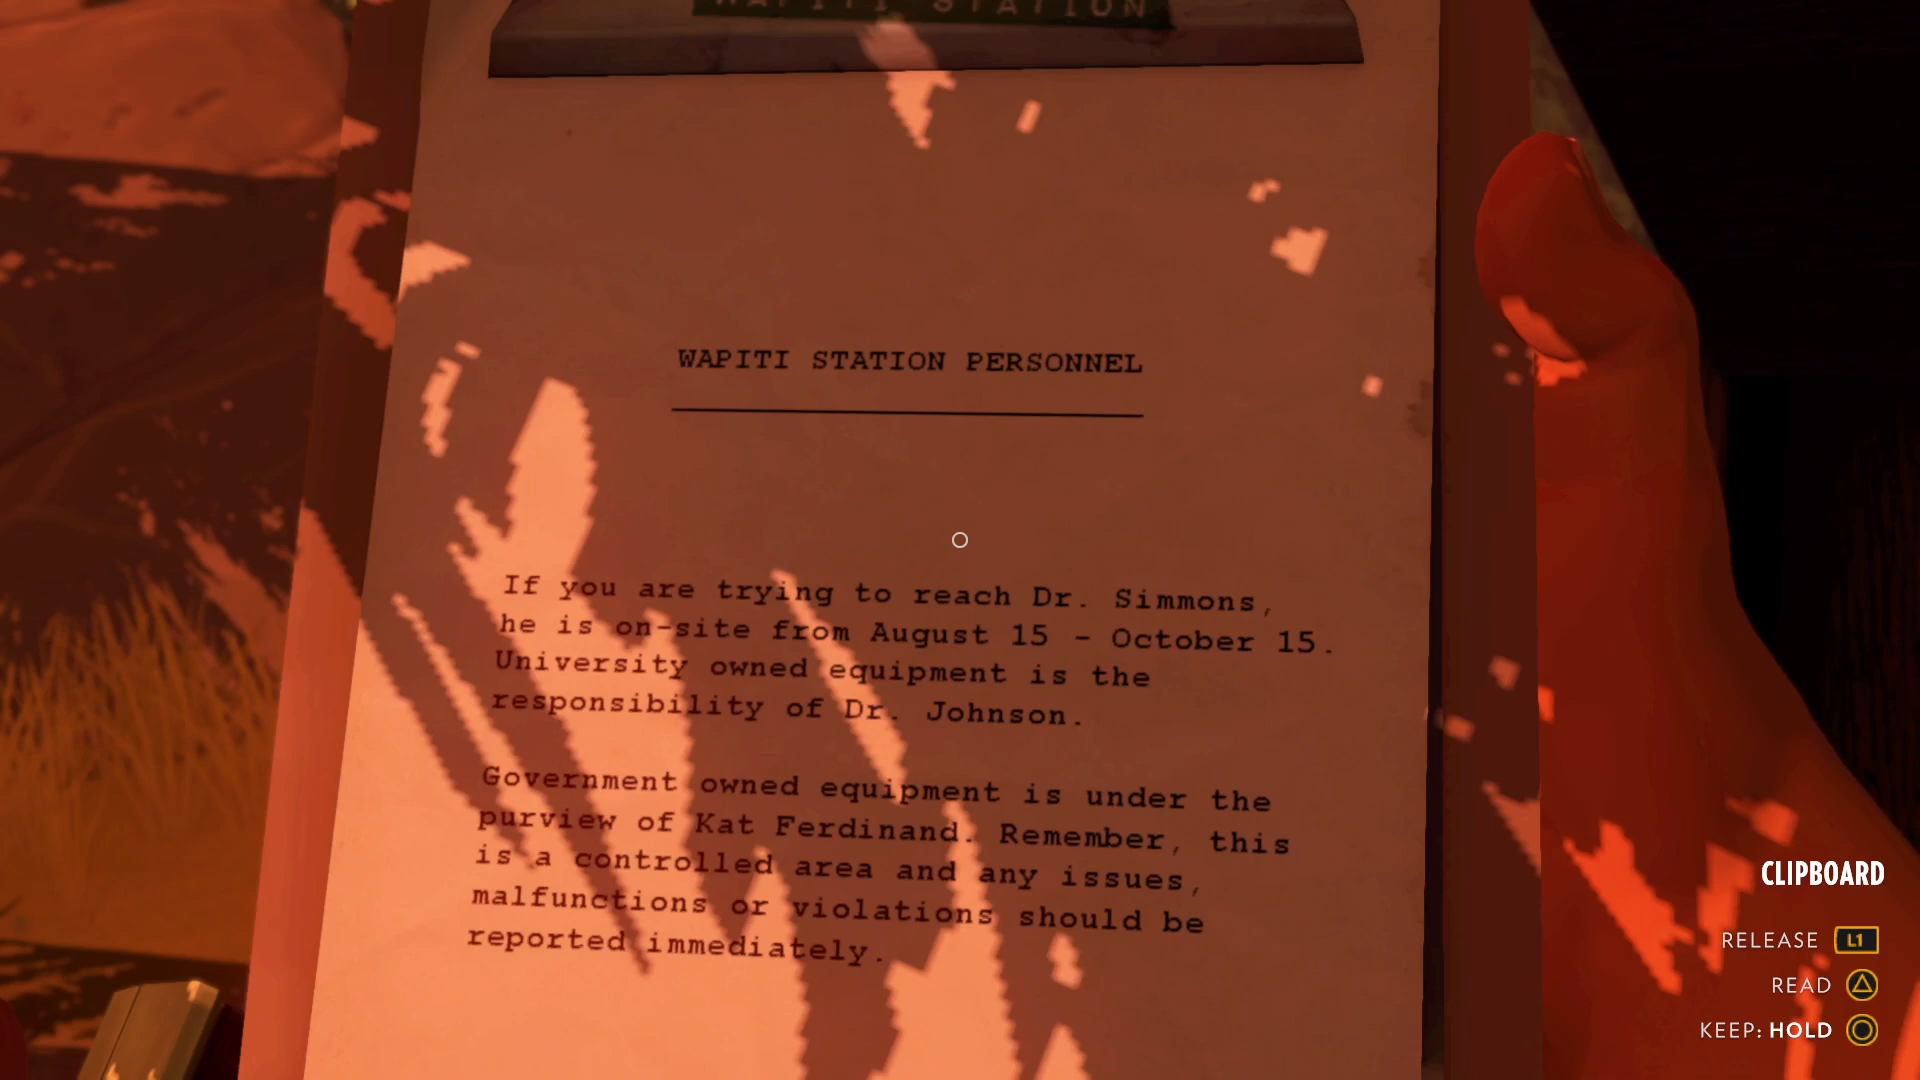 WAPITI STATION
WAPITI STATION PERSONNEL
If you are trying to reach Dr. Simmons,
he is on-site from August 15 - October 15.
University owned equipment is the
responsibility of Dr. Johnson.
Government owned equipment is under the
purview of Kat Ferdinand. Remember, this
is a controlled area and any issues,
malfunctions or violations should be
reported immediately.
CLIPBOARD
RELEASE L1
READ
KEEP: HOLD